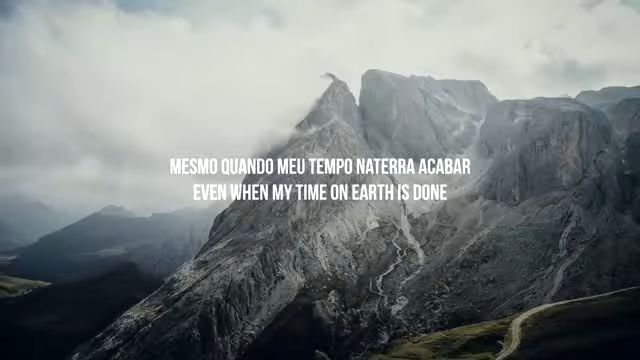 MESMO QUANDO MEU TEMPO NATERRA ACABAR
EVEN WHEN MY TIME ON EARTH IS DONE